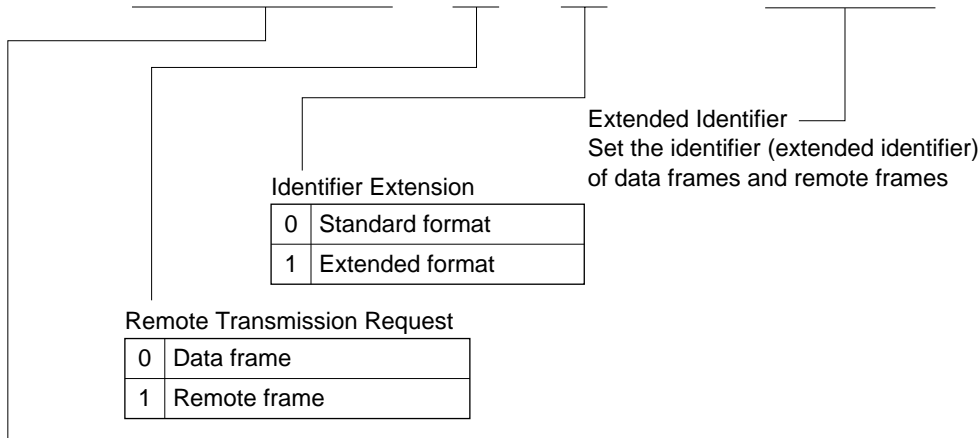 Extended Identifier
Set the identifier (extended identifier)
of data frames and remote frames
Identifier Extension
0 Standard format
1 Extended format
Remote Transmission Request
0 Data frame
1 Remote frame